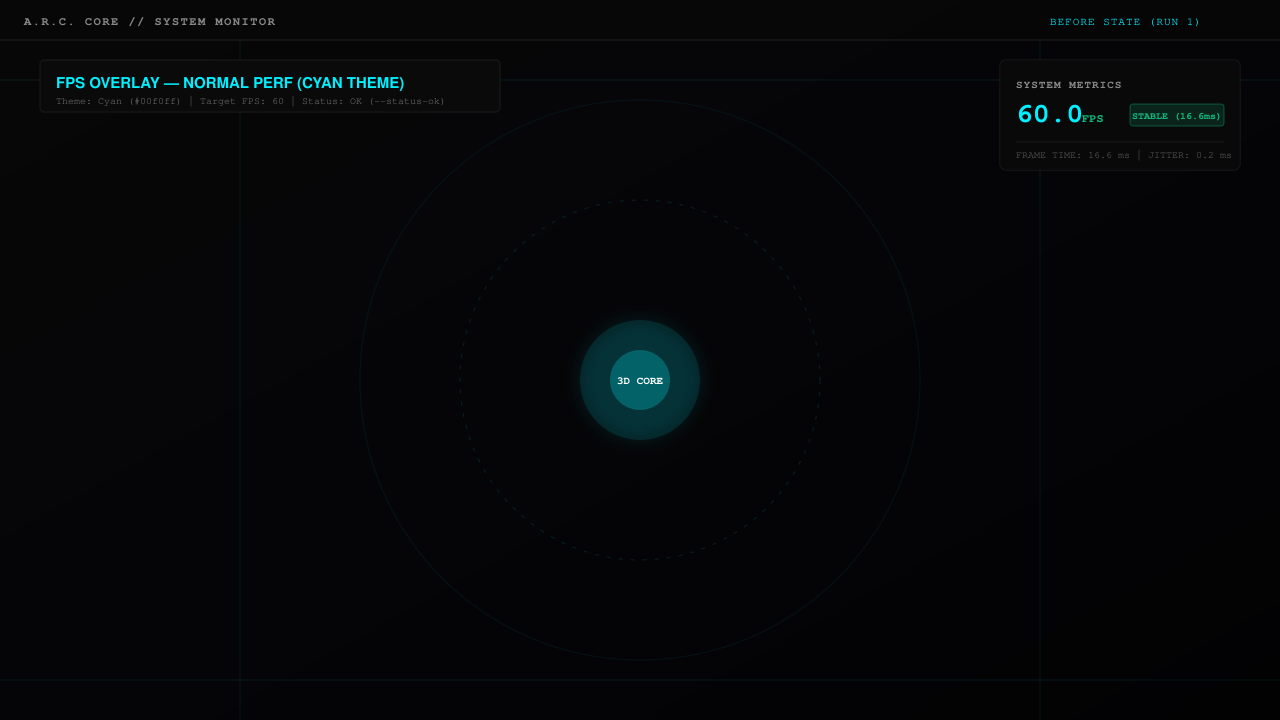 A.R.C. CORE // SYSTEM MONITOR
BEFORE STATE (RUN 1)
FPS OVERLAY — NORMAL PERF (CYAN THEME)
Theme: Cyan (#00f0ff) | Target FPS: 60 | Status: OK (--status-ok)
SYSTEM METRICS
60.0FPS
STABLE (16.6ms)
FRAME TIME: 16.6 ms | JITTER: 0.2 ms
3D CORE